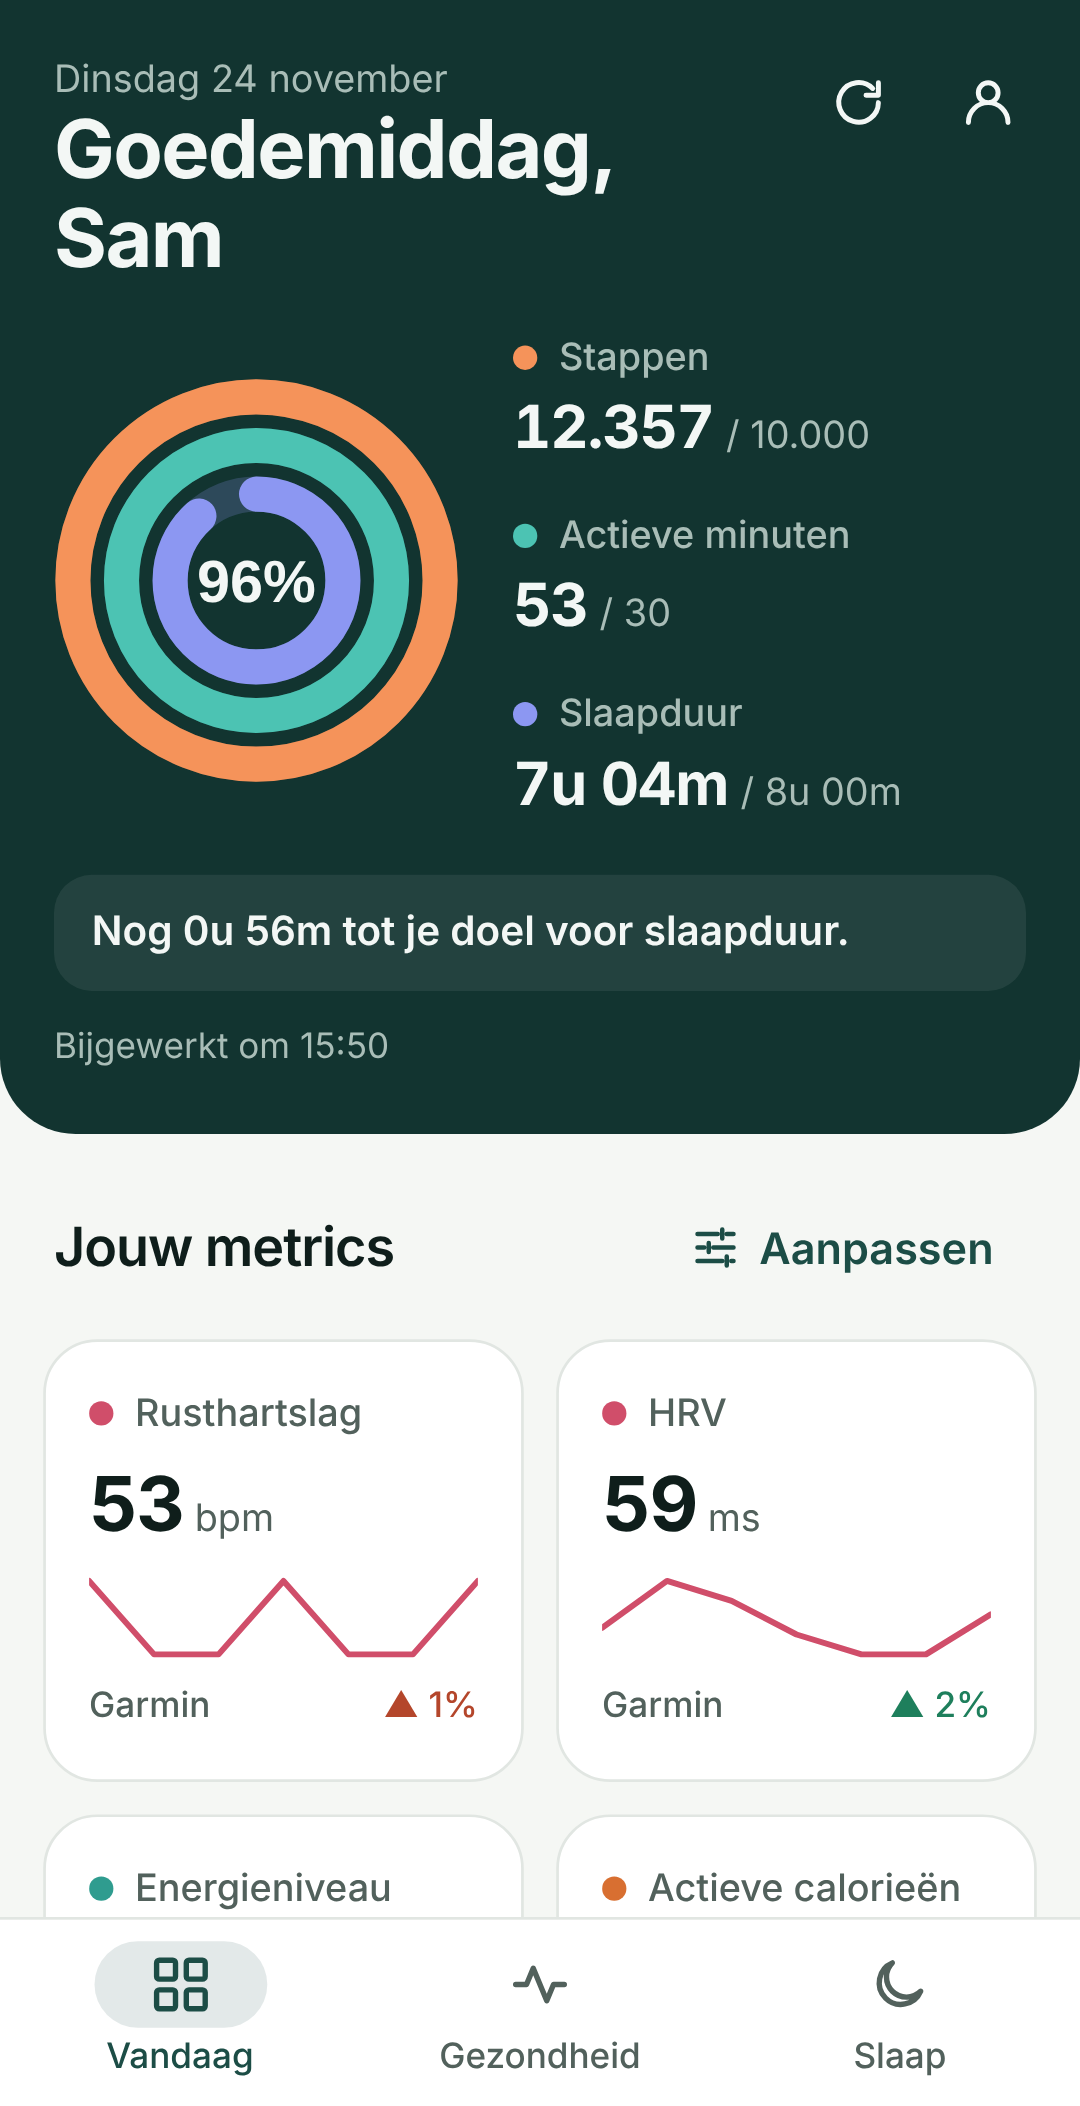 Dinsdag 24 november
Goedemiddag,
Sam
96%
Stappen
12.357 / 10.000
Actieve minuten
53 / 30
Slaapduur
7u 04m / 8u 00m
Nog 0u 56m tot je doel voor slaapduur.
Bijgewerkt om 15:50
Jouw metrics
Aanpassen
Rusthartslag
53 bpm
Garmin ▲ 1%
HRV
59 ms
Garmin ▲ 2%
Energieniveau
Actieve calorieën
Vandaag
Gezondheid
Slaap